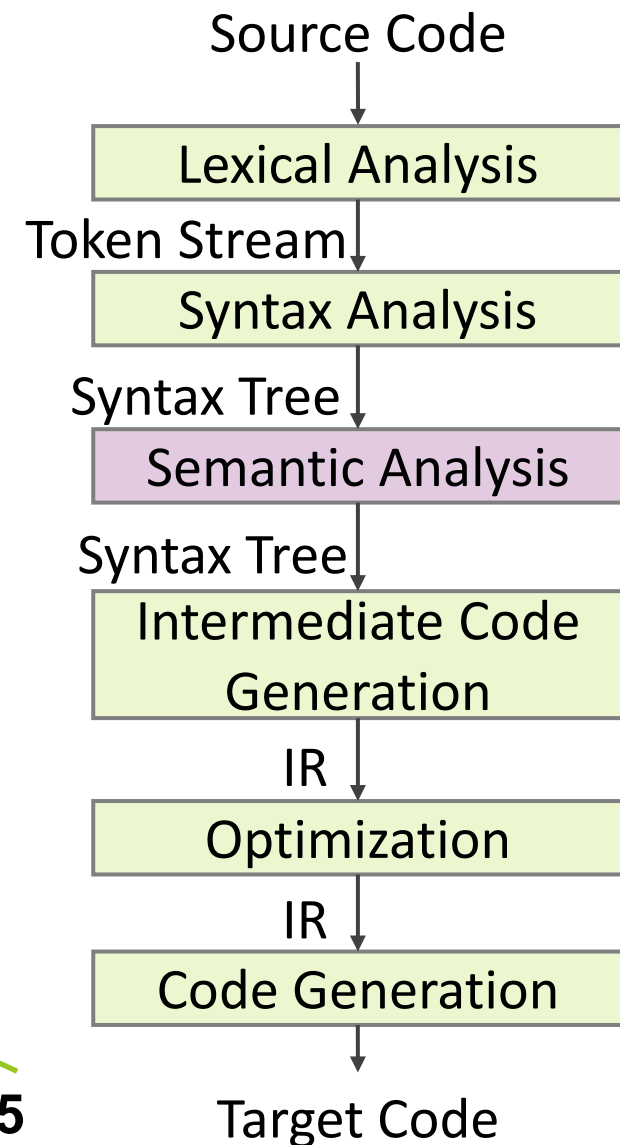 Source Code
Lexical Analysis
Token Stream
Syntax Analysis
Syntax Tree
Semantic Analysis
Syntax Tree
Intermediate Code
Generation
IR
Optimization
IR
Code Generation
5
Target Code